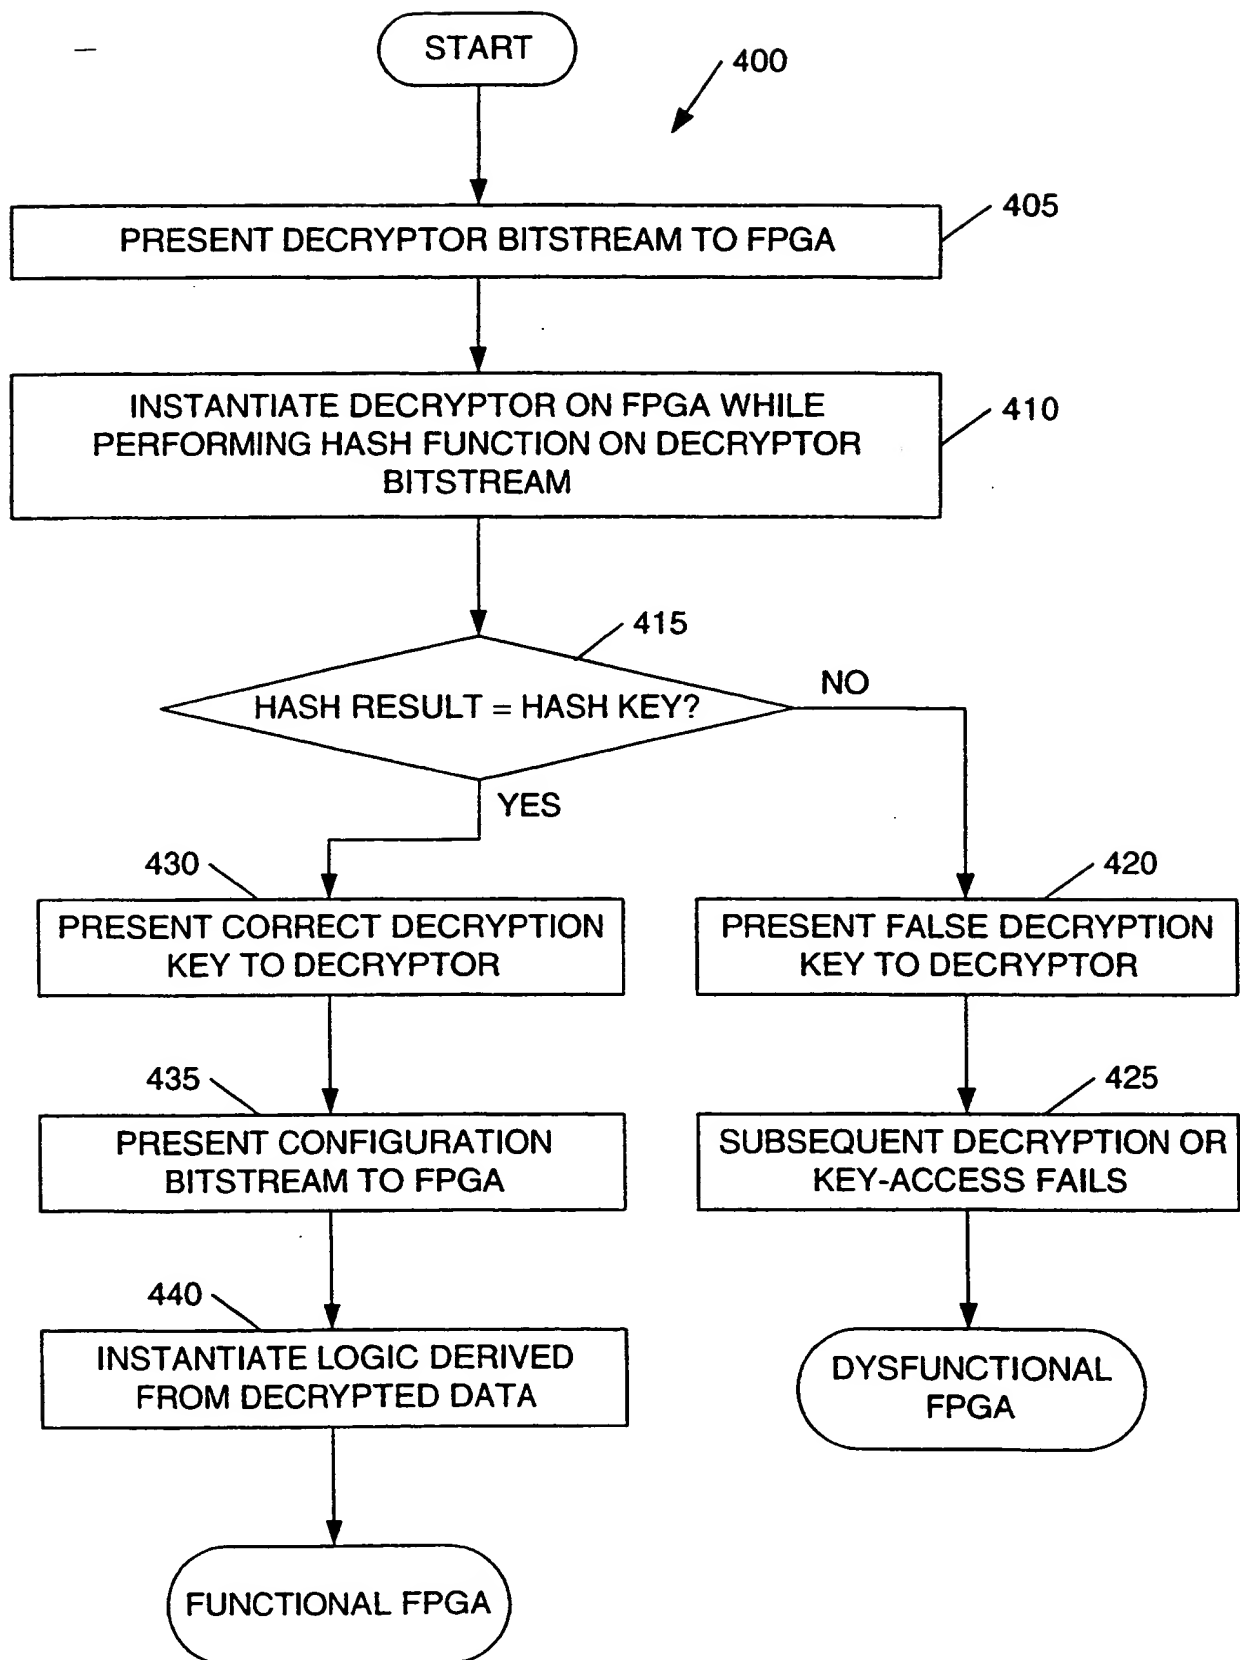 START
400
405
PRESENT DECRYPTOR BITSTREAM TO FPGA
410
INSTANTIATE DECRYPTOR ON FPGA WHILE
PERFORMING HASH FUNCTION ON DECRYPTOR
BITSTREAM
415
HASH RESULT = HASH KEY?
NO
YES
430
PRESENT CORRECT DECRYPTION
KEY TO DECRYPTOR
420
PRESENT FALSE DECRYPTION
KEY TO DECRYPTOR
435
PRESENT CONFIGURATION
BITSTREAM TO FPGA
425
SUBSEQUENT DECRYPTION OR
KEY-ACCESS FAILS
440
INSTANTIATE LOGIC DERIVED
FROM DECRYPTED DATA
DYSFUNCTIONAL
FPGA
FUNCTIONAL FPGA